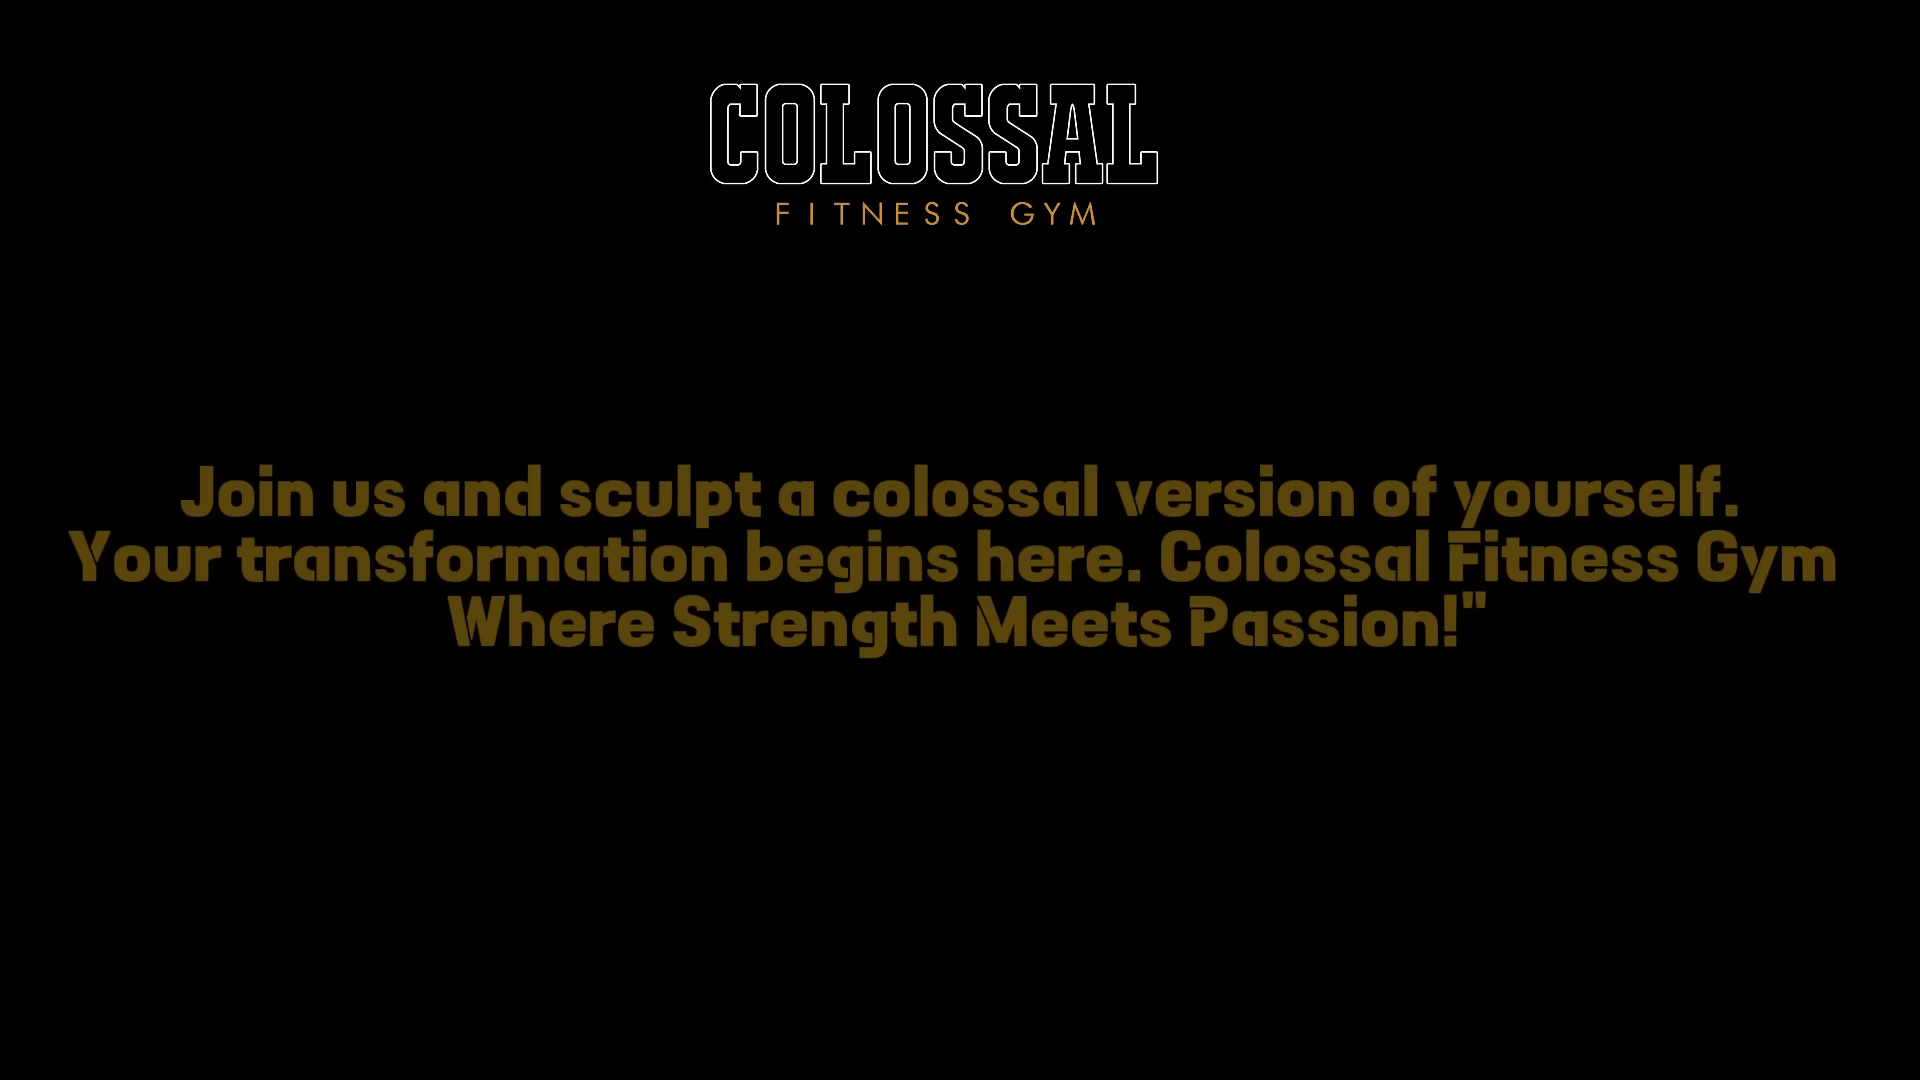 COLOSSAL
FITNESS GYM
Join us and sculpt a colossal version of yourself.
Your transformation begins here. Colossal Fitness Gym
Where Strength Meets Passion!"